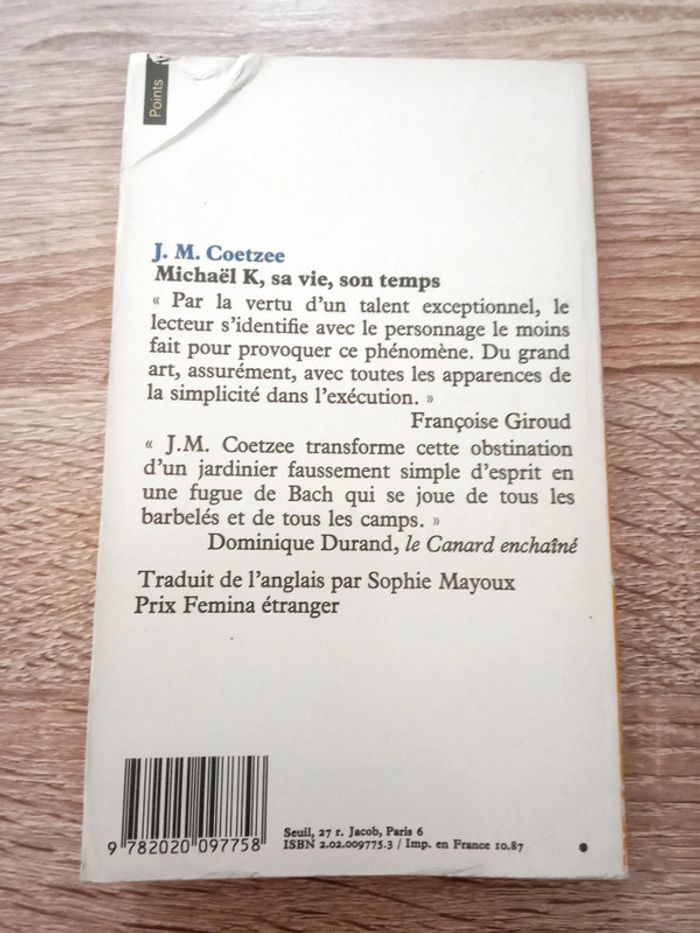 Points
J. M. Coetzee
Michaël K, sa vie, son temps
« Par la vertu d'un talent exceptionnel, le
lecteur s'identifie avec le personnage le moins
fait pour provoquer ce phénomène. Du grand
art, assurément, avec toutes les apparences de
la simplicité dans l'exécution. »
Françoise Giroud
« J.M. Coetzee transforme cette obstination
d'un jardinier faussement simple d'esprit en
une fugue de Bach qui se joue de tous les
barbelés et de tous les camps. »
Dominique Durand, le Canard enchaîné
Traduit de l'anglais par Sophie Mayoux
Prix Femina étranger
9 782020 097758
Seuil, 27 r. Jacob, Paris 6
ISBN 2.02.009775.3 / Imp. en France 10.87